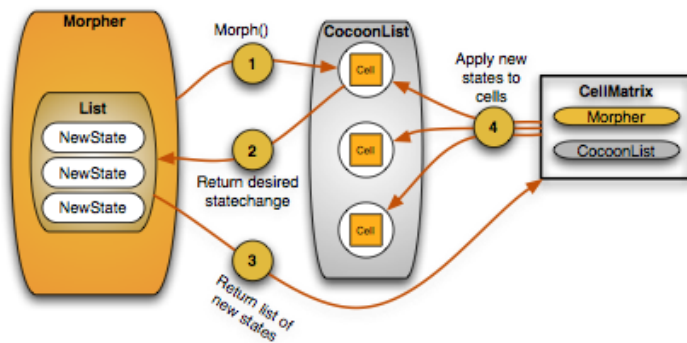 Morpher
List
NewState
NewState
NewState
Morph()
1
2
Return desired
statechange
3
Return list of
new states
CocoonList
Cell
Cell
Cell
Apply new
states to
cells
4
CellMatrix
Morpher
CocoonList